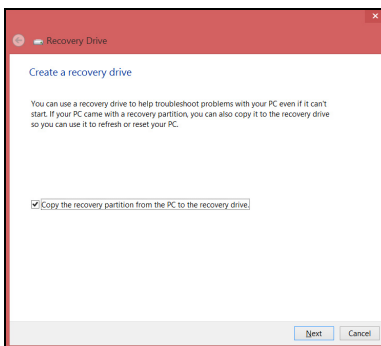 Recovery Drive
Create a recovery drive
You can use a recovery drive to help troubleshoot problems with your PC even if it can't
start. If your PC came with a recovery partition, you can also copy it to the recovery drive
so you can use it to refresh or reset your PC.
Copy the recovery partition from the PC to the recovery drive.
Next Cancel